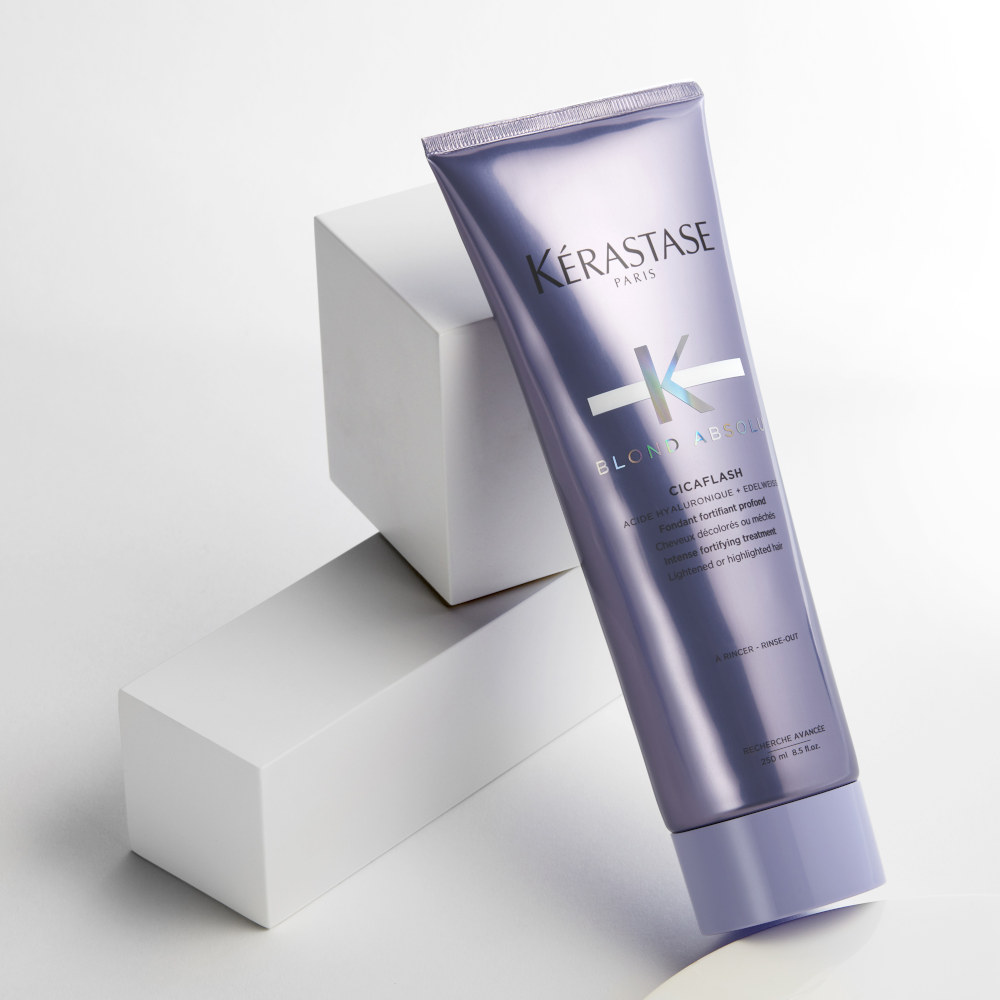 KÉRASTASE
PARIS
K
BLOND ABSOLU
CICAFLASH
ACIDE HYALURONIQUE + EDELWEISS
Fondant fortifiant profond
Cheveux décolorés ou méchés
Intense fortifying treatment
Lightened or highlighted hair
À RINCER - RINSE-OUT
RECHERCHE AVANCÉE
250 ml 8.5 fl.oz.